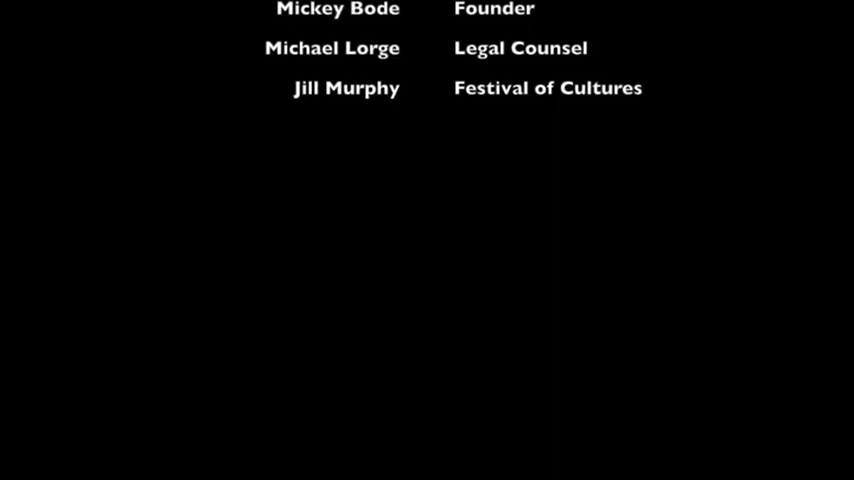 Mickey Bode Founder
Michael Lorge Legal Counsel
Jill Murphy Festival of Cultures